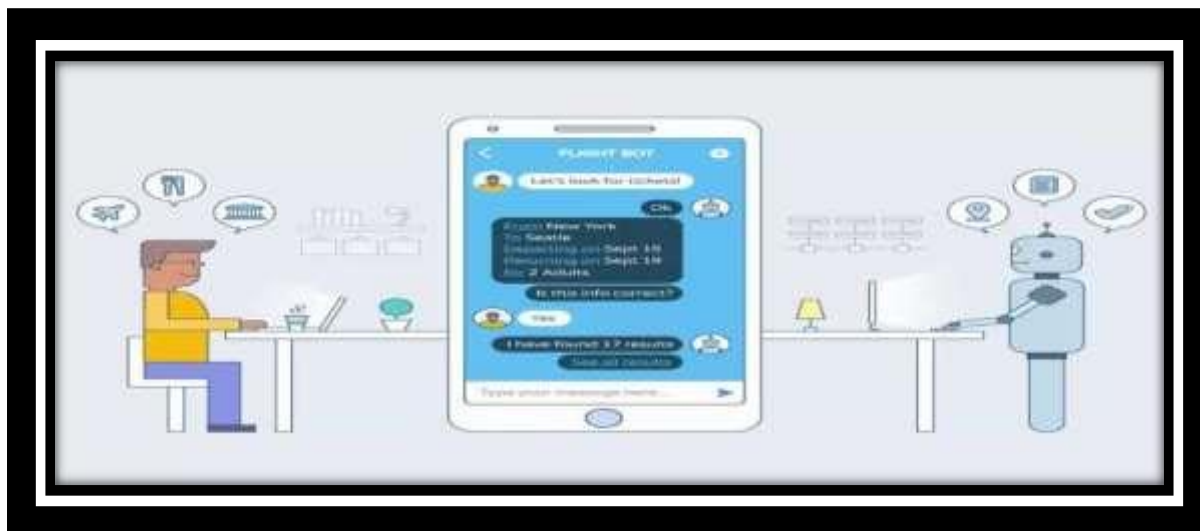 FLIGHT BOT
Let's look for tickets!
Ok
From New York
To Seatle
Departing on Sept 15
Returning on Sept 19
for 2 Adults
Is this info correct?
Yes
I have found 17 results
See all results
Type your message here...